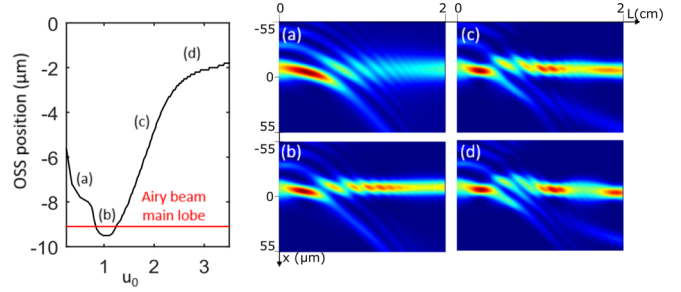 OSS position (μm)
0
-2
-4
-6
-8
-10
(a)
(b)
(c)
(d)
Airy beam
main lobe
1 2 3
u0
0 2 0 2 L(cm)
-55
0
55
-55
0
55
x (μm)
(a)
(c)
(b)
(d)